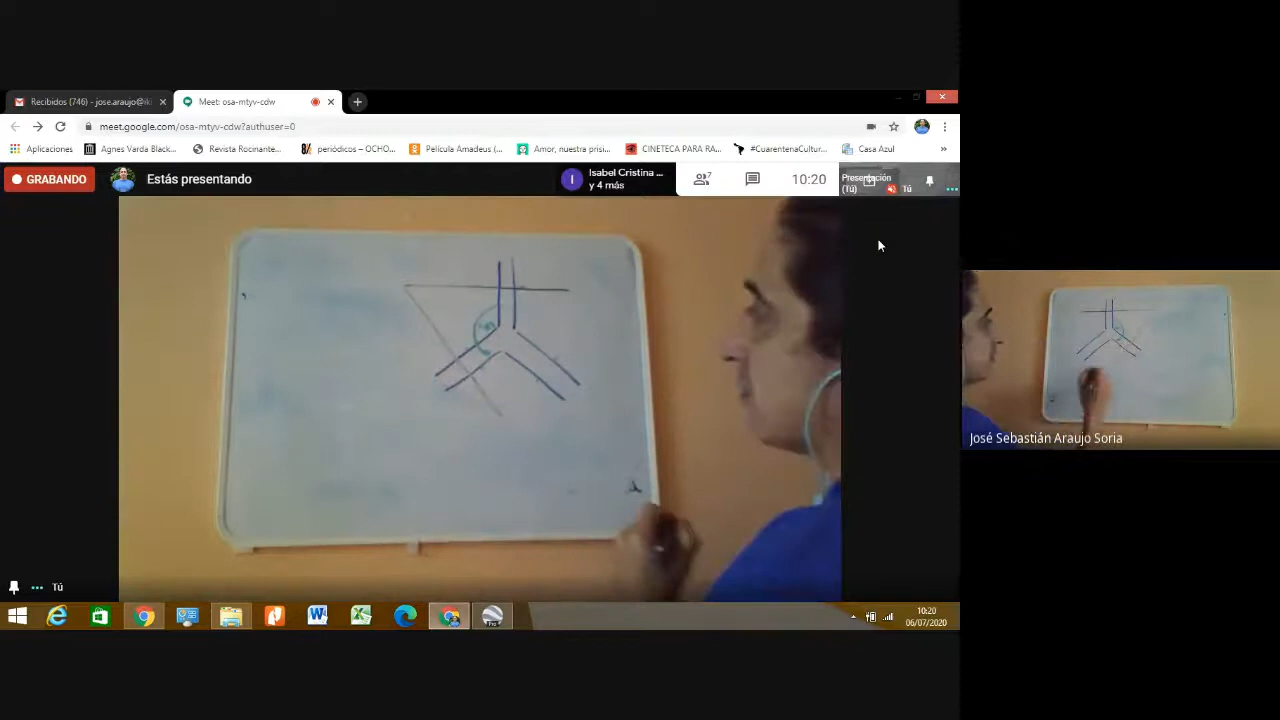 Recibidos (746) - jose.araujo@iki
Meet: osa-mtyv-cdw
meet.google.com/osa-mtyv-cdw?authuser=0
Aplicaciones
Agnes Varda Black...
Revista Rocinante...
periódicos – OCHO...
Película Amadeus (...
Amor, nuestra prisi...
CINETECA PARA RA...
#CuarentenaCultur...
Casa Azul
»
GRABANDO
Estás presentando
I
Isabel Cristina ...
y 4 más
7
10:20
Presentación
(Tú)
Tú
Tú
José Sebastián Araujo Soria
10:20
06/07/2020